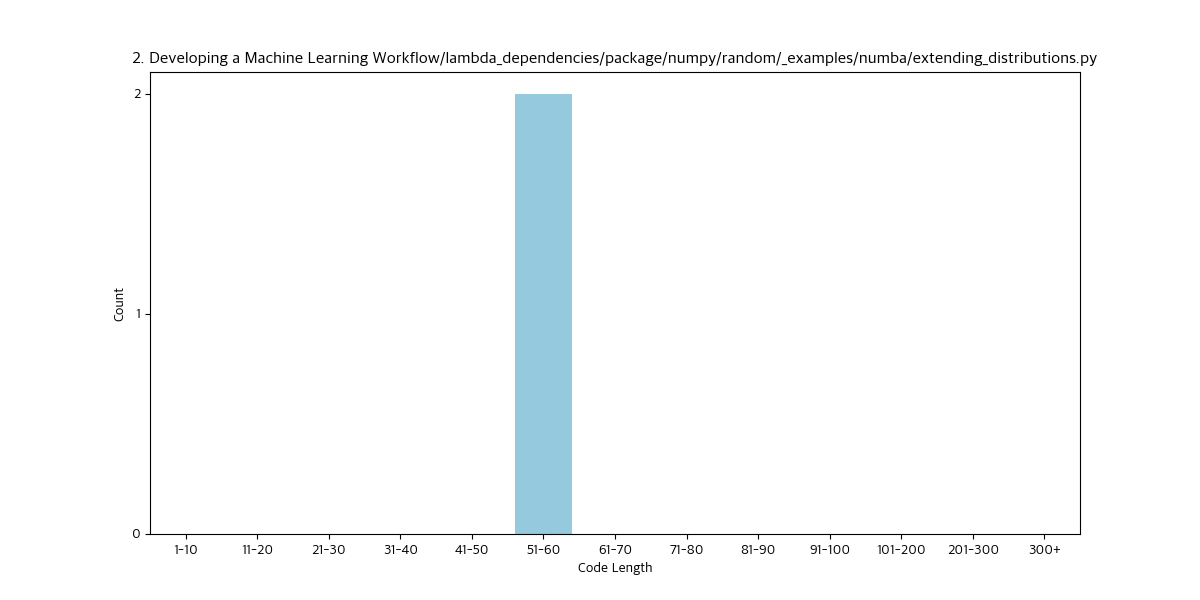 2. Developing a Machine Learning Workflow/lambda_dependencies/package/numpy/random/_examples/numba/extending_distributions.py
2
1
0
Count
1-10 11-20 21-30 31-40 41-50 51-60 61-70 71-80 81-90 91-100 101-200 201-300 300+
Code Length